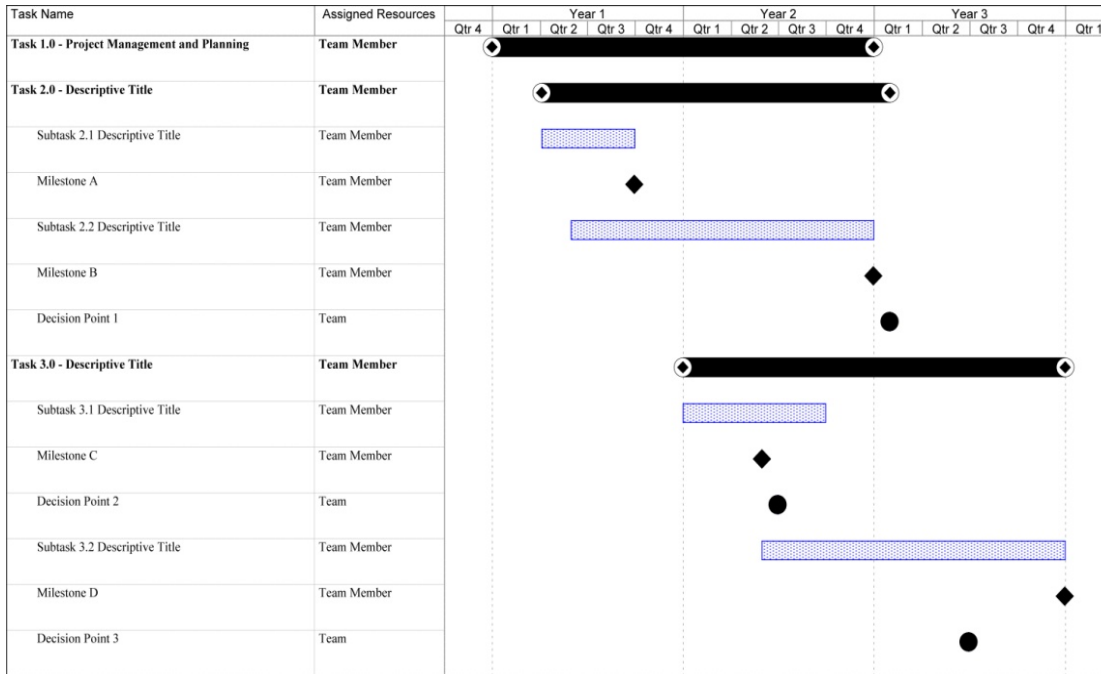 Task Name Assigned Resources Year 1 Year 2 Year 3
Qtr 4 Qtr 1 Qtr 2 Qtr 3 Qtr 4 Qtr 1 Qtr 2 Qtr 3 Qtr 4 Qtr 1 Qtr 2 Qtr 3 Qtr 4 Qtr 1
Task 1.0 - Project Management and Planning Team Member
Task 2.0 - Descriptive Title Team Member
Subtask 2.1 Descriptive Title Team Member
Milestone A Team Member
Subtask 2.2 Descriptive Title Team Member
Milestone B Team Member
Decision Point 1 Team
Task 3.0 - Descriptive Title Team Member
Subtask 3.1 Descriptive Title Team Member
Milestone C Team Member
Decision Point 2 Team
Subtask 3.2 Descriptive Title Team Member
Milestone D Team Member
Decision Point 3 Team